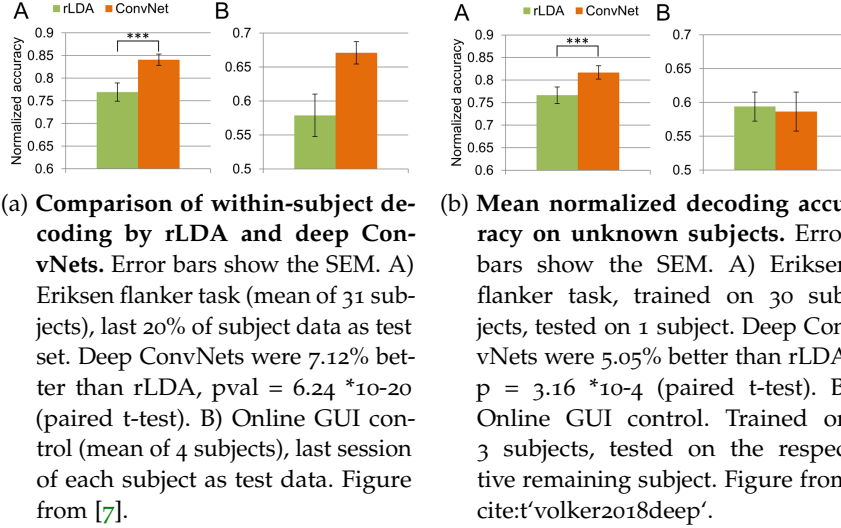 A rLDA ConvNet B
0.9
0.85
0.8
0.75
0.7
0.65
0.6
Normalized accuracy
***
0.7
0.65
0.6
0.55
0.5
(a) Comparison of within-subject de-
coding by rLDA and deep Con-
vNets. Error bars show the SEM. A)
Eriksen flanker task (mean of 31 sub-
jects), last 20% of subject data as test
set. Deep ConvNets were 7.12% bet-
ter than rLDA, pval = 6.24 *10-20
(paired t-test). B) Online GUI con-
trol (mean of 4 subjects), last session
of each subject as test data. Figure
from [7].
A rLDA ConvNet B
0.9
0.85
0.8
0.75
0.7
0.65
0.6
Normalized accuracy
***
0.7
0.65
0.6
0.55
0.5
(b) Mean normalized decoding accu
racy on unknown subjects. Error
bars show the SEM. A) Eriksen
flanker task, trained on 30 sub
jects, tested on 1 subject. Deep Con
vNets were 5.05% better than rLDA
p = 3.16 *10-4 (paired t-test). B
Online GUI control. Trained on
3 subjects, tested on the respec
tive remaining subject. Figure from
cite:t‘volker2018deep‘.